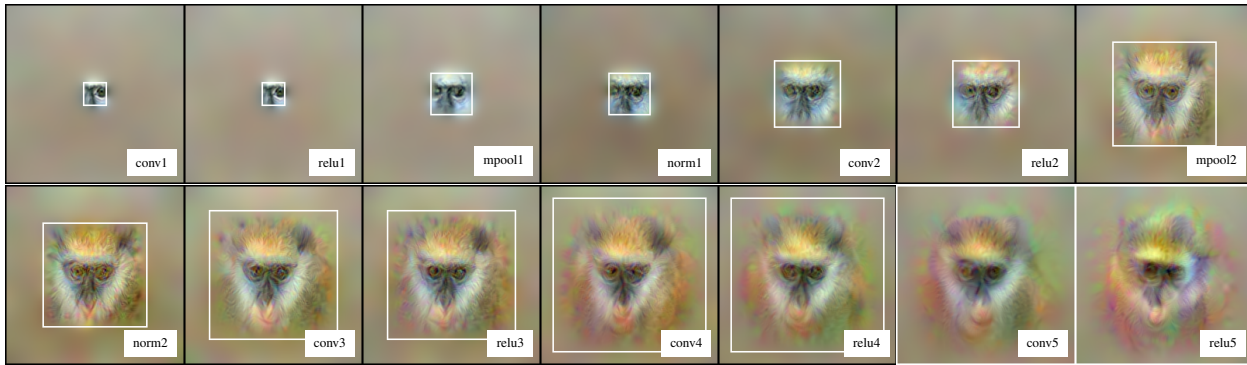 conv1
relu1
mpool1
norm1
conv2
relu2
mpool2
norm2
conv3
relu3
conv4
relu4
conv5
relu5